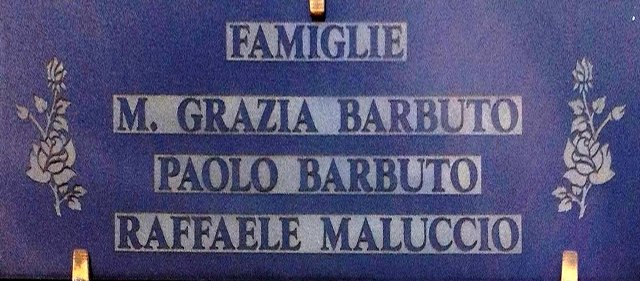 FAMIGLIE
M. GRAZIA BARBUTO
PAOLO BARBUTO
RAFFAELE MALUCCIO